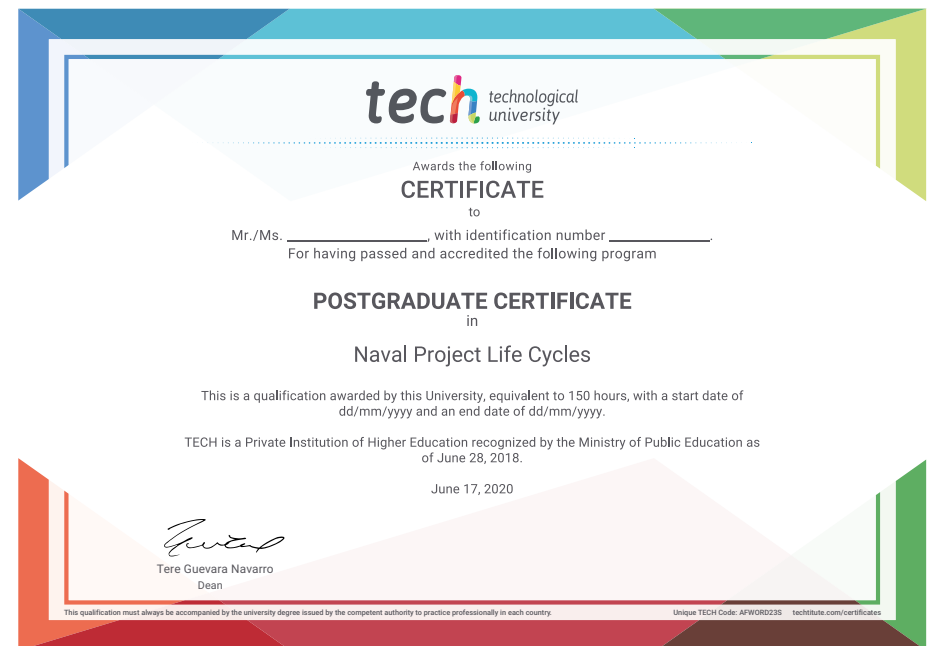 tech technological
university
Awards the following
CERTIFICATE
to
Mr./Ms. ____________________, with identification number ______________.
For having passed and accredited the following program
POSTGRADUATE CERTIFICATE
in
Naval Project Life Cycles
This is a qualification awarded by this University, equivalent to 150 hours, with a start date of
dd/mm/yyyy and an end date of dd/mm/yyyy.
TECH is a Private Institution of Higher Education recognized by the Ministry of Public Education as
of June 28, 2018.
June 17, 2020
Tere Guevara Navarro
Dean
This qualification must always be accompanied by the university degree issued by the competent authority to practice professionally in each country. Unique TECH Code: AFWORD23S techtitute.com/certificates